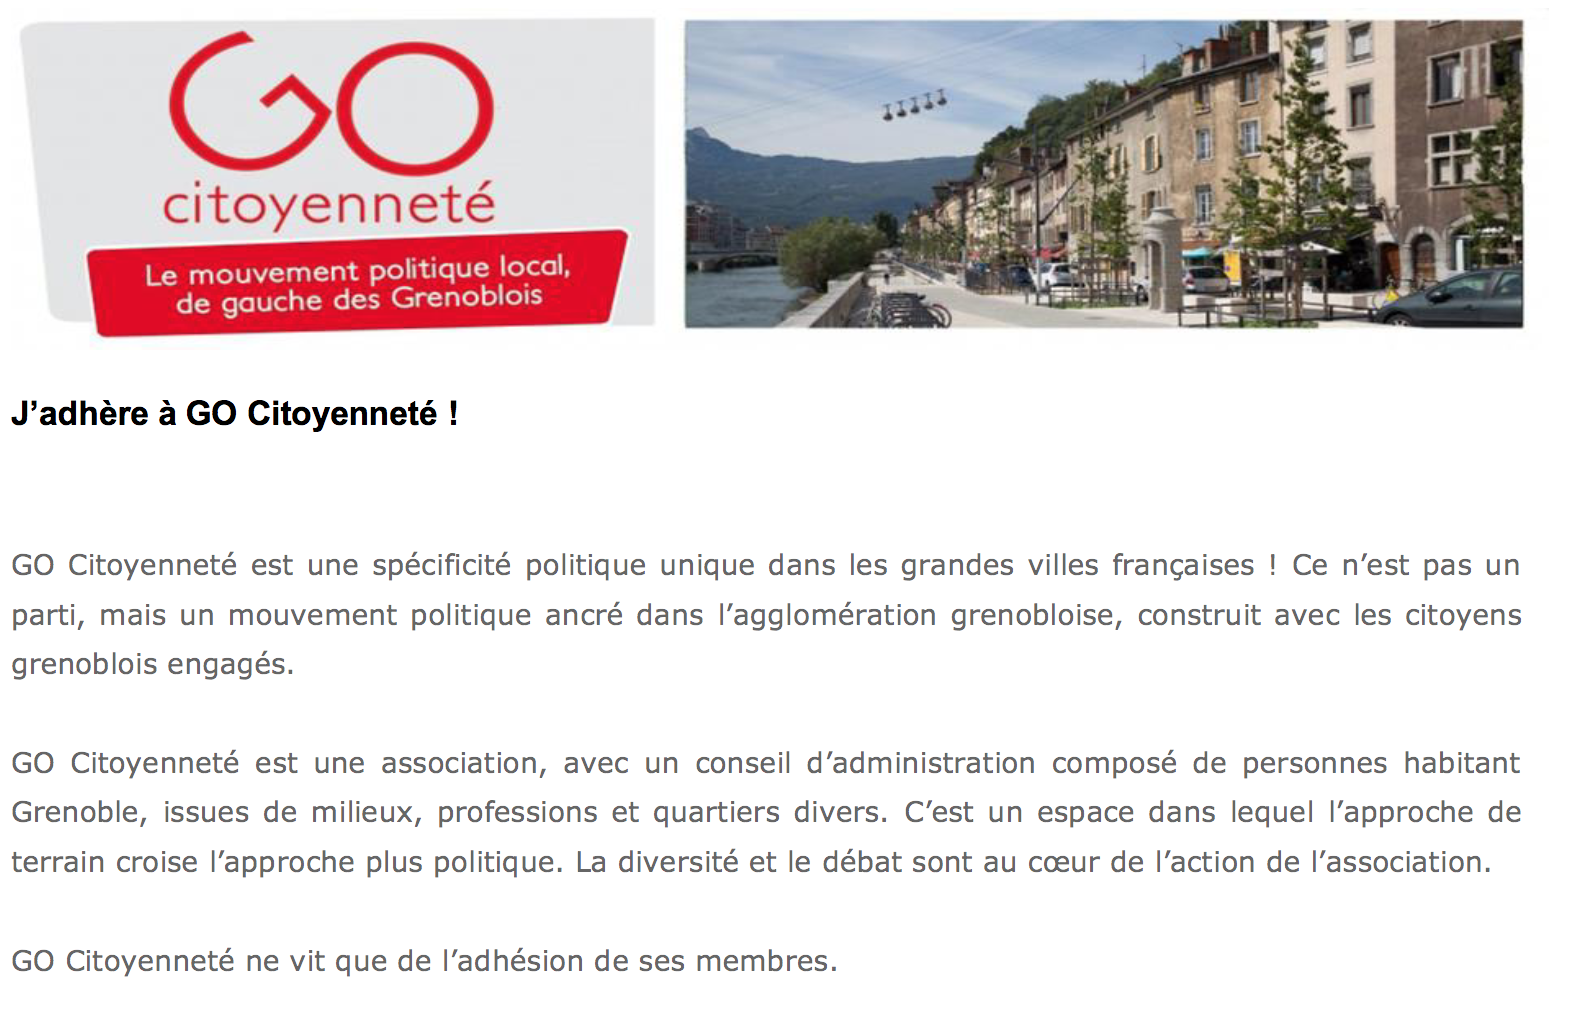 GO
citoyenneté
Le mouvement politique local,
de gauche des Grenoblois
J’adhère à GO Citoyenneté !
GO Citoyenneté est une spécificité politique unique dans les grandes villes françaises ! Ce n’est pas un
parti, mais un mouvement politique ancré dans l’agglomération grenobloise, construit avec les citoyens
grenoblois engagés.
GO Citoyenneté est une association, avec un conseil d’administration composé de personnes habitant
Grenoble, issues de milieux, professions et quartiers divers. C’est un espace dans lequel l’approche de
terrain croise l’approche plus politique. La diversité et le débat sont au cœur de l’action de l’association.
GO Citoyenneté ne vit que de l’adhésion de ses membres.